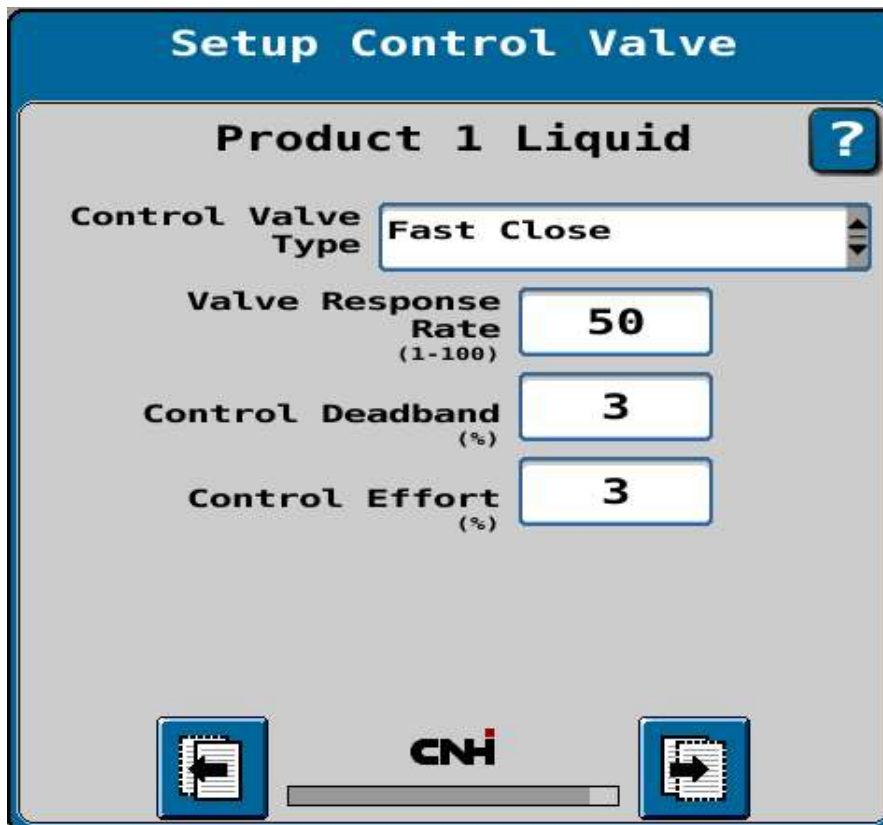 Setup Control Valve
Product 1 Liquid
?
Control Valve
Type
Fast Close
Valve Response
Rate
(1-100)
50
Control Deadband
(%)
3
Control Effort
(%)
3
CNHi